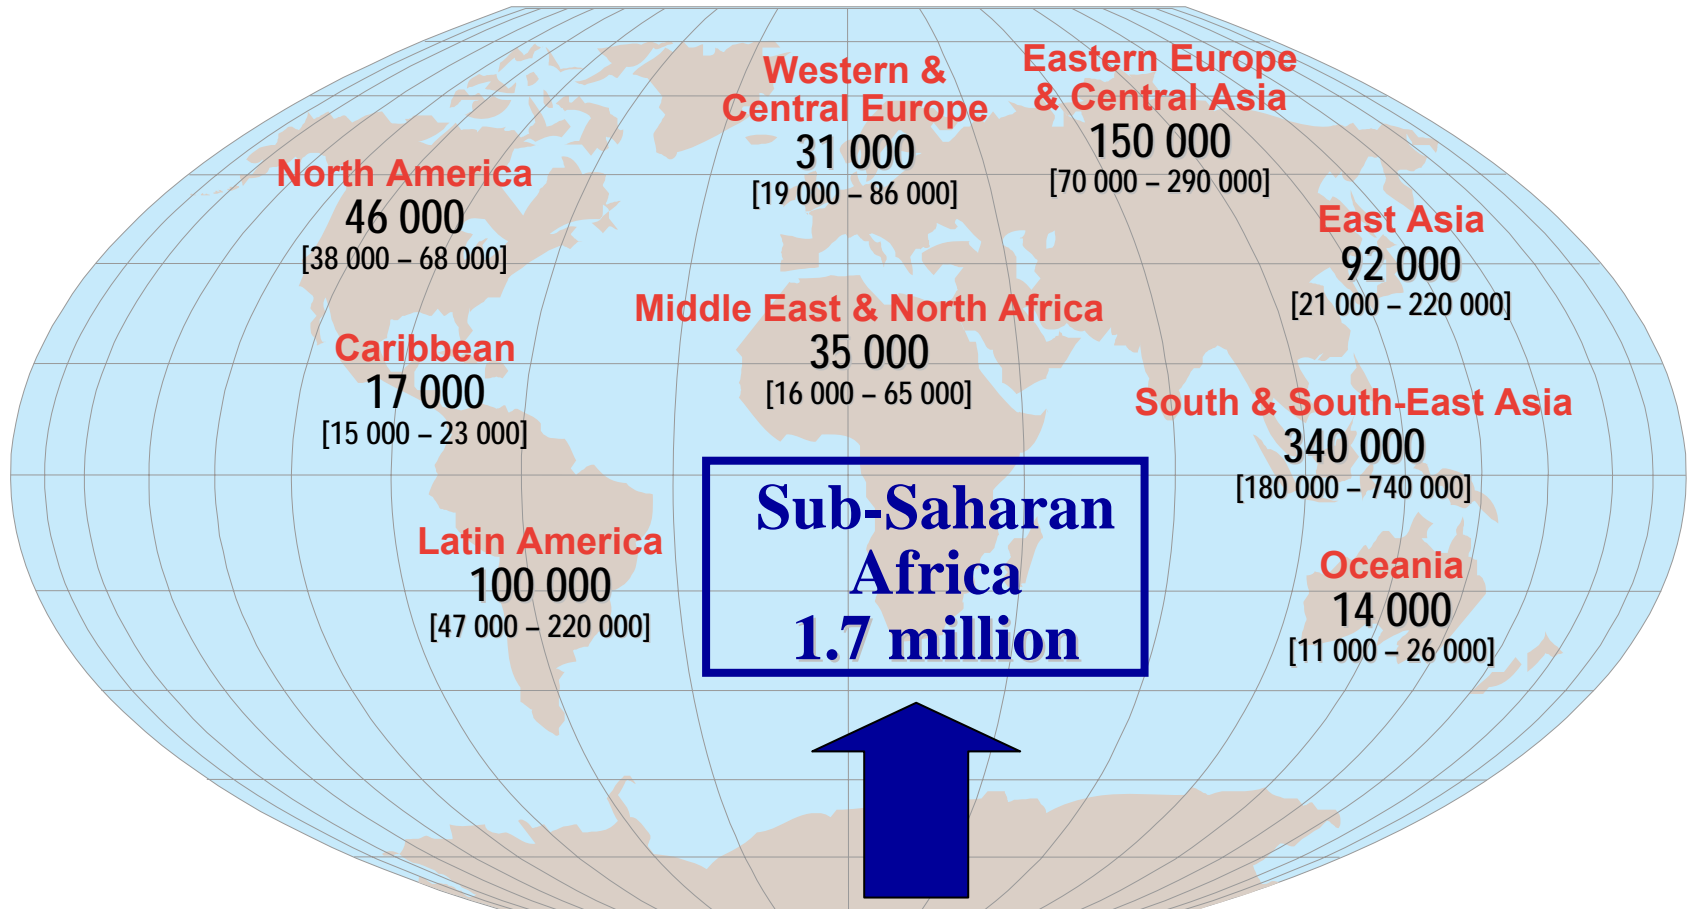 Western &
Central Europe
31 000
[19 000 – 86 000]
Eastern Europe
& Central Asia
150 000
[70 000 – 290 000]
North America
46 000
[38 000 – 68 000]
East Asia
92 000
[21 000 – 220 000]
Middle East & North Africa
35 000
[16 000 – 65 000]
Caribbean
17 000
[15 000 – 23 000]
South & South-East Asia
340 000
[180 000 – 740 000]
Sub-Saharan
Africa
1.7 million
Latin America
100 000
[47 000 – 220 000]
Oceania
14 000
[11 000 – 26 000]